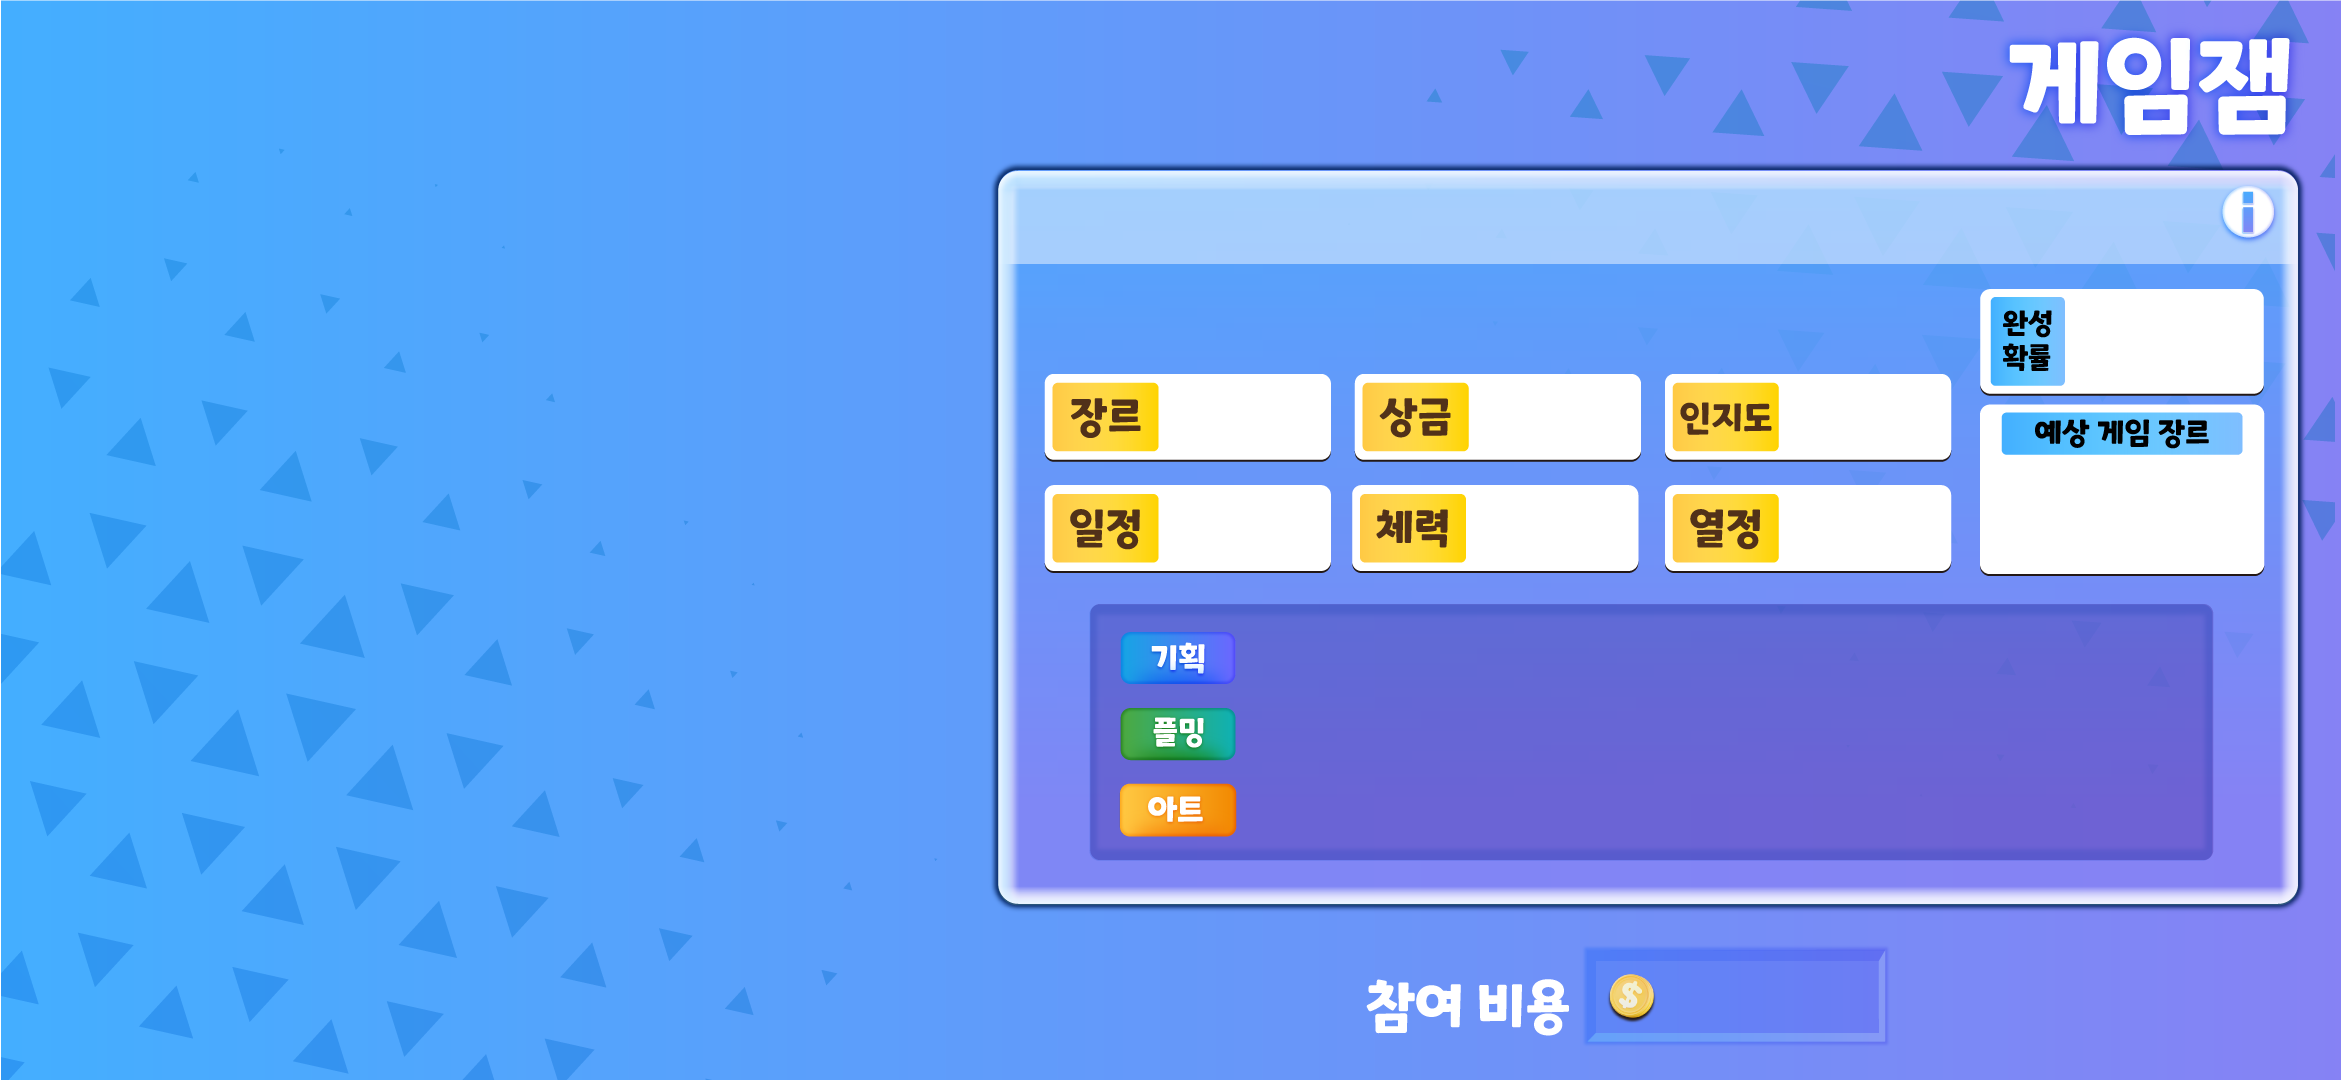 게임잼
i
완성
확률
장르
상금
인지도
예상 게임 장르
일정
체력
열정
기획
플밍
아트
참여 비용
$